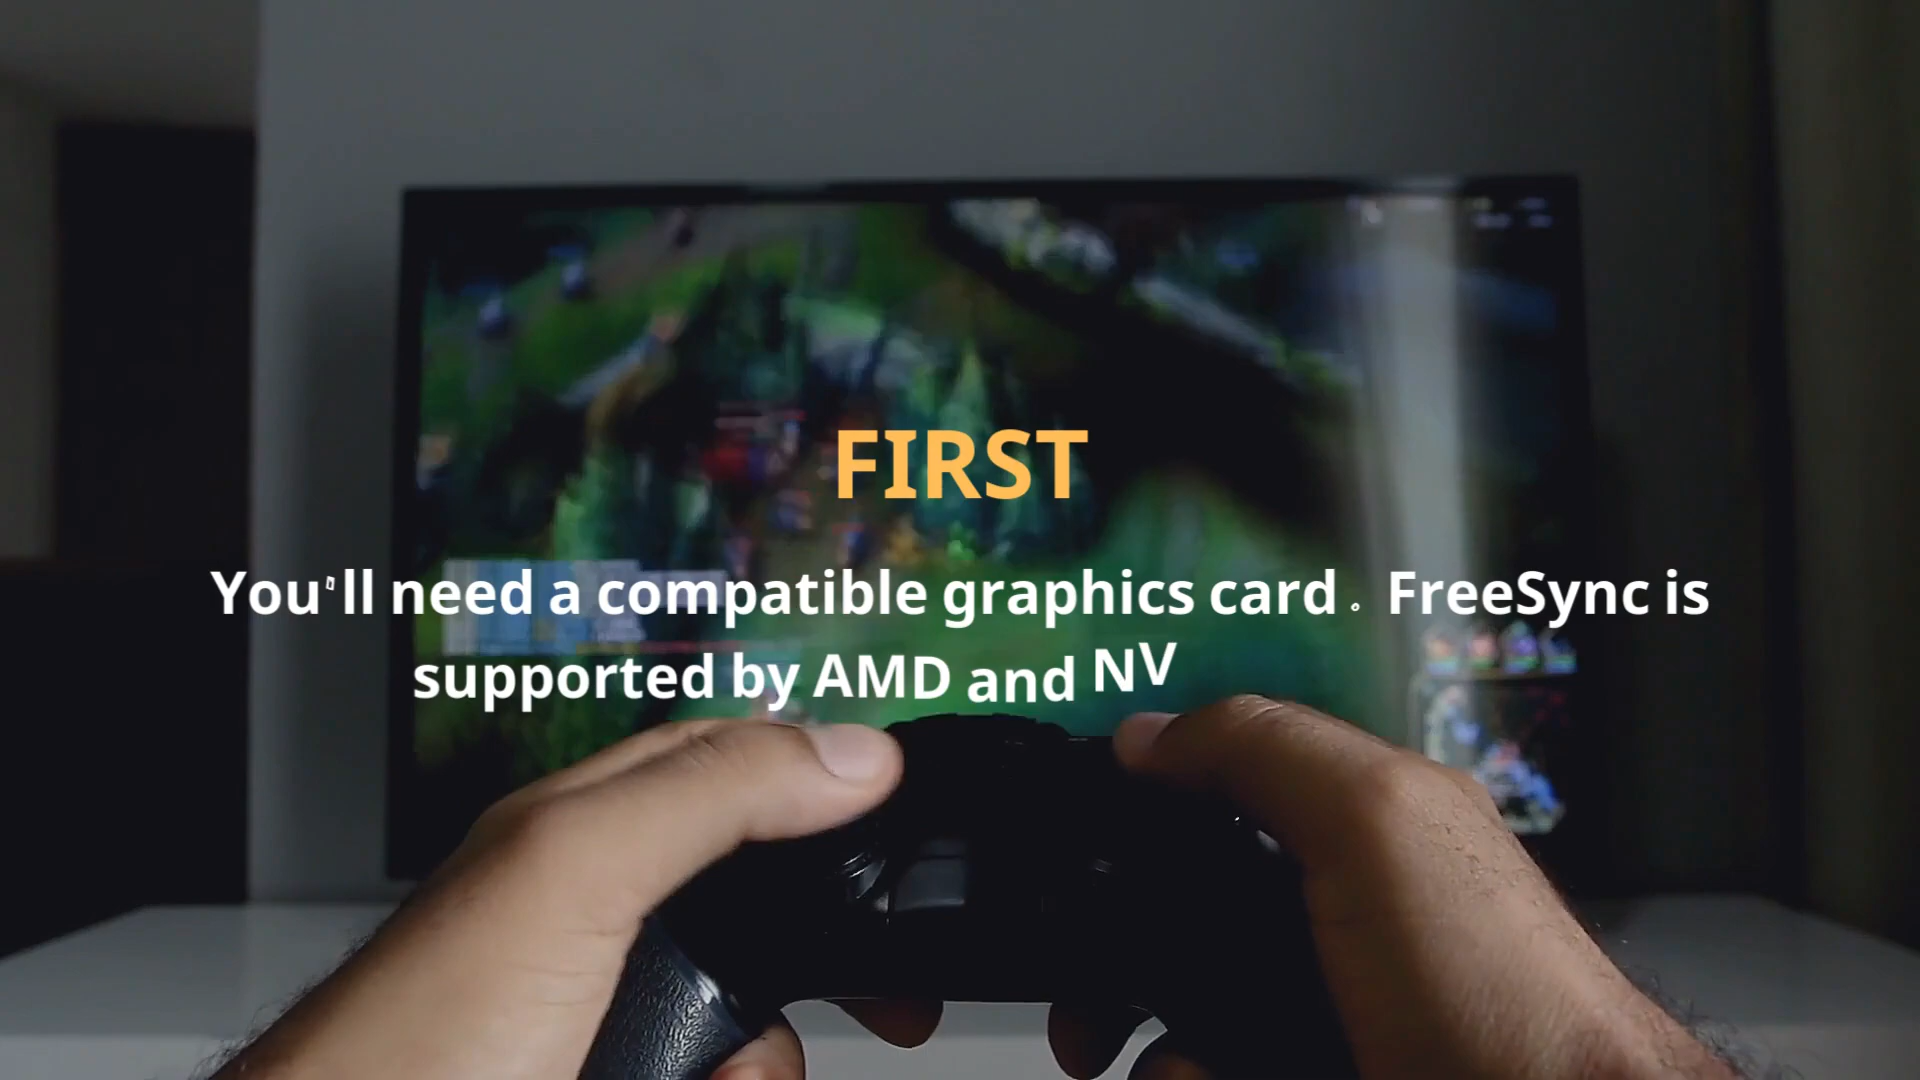 FIRST
You'll need a compatible graphics card。FreeSync is
supported by AMD and NV